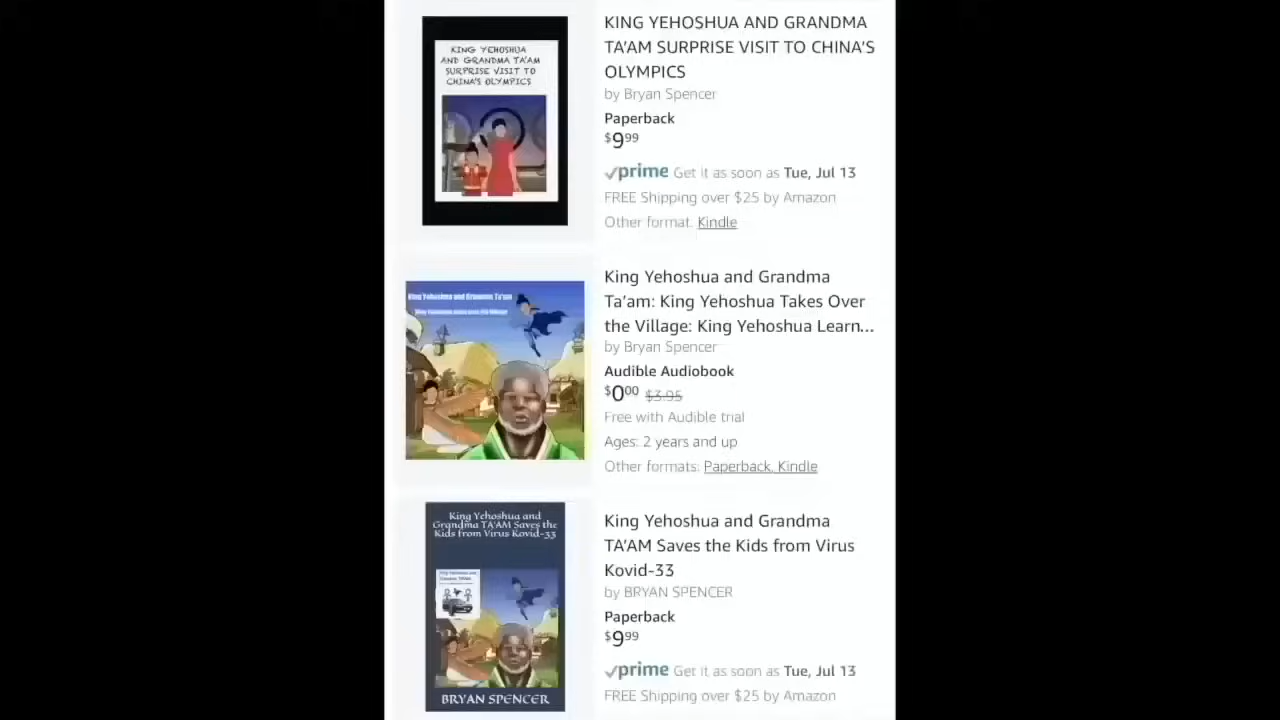 KING YEHOSHUA
AND GRANDMA TA'AM
SURPRISE VISIT TO
CHINA'S OLYMPICS
KING YEHOSHUA AND GRANDMA
TA'AM SURPRISE VISIT TO CHINA'S
OLYMPICS
by Bryan Spencer
Paperback
$9.99
prime Get it as soon as Tue, Jul 13
FREE Shipping over $25 by Amazon
Other format: Kindle
King Yehoshua and Grandma Ta'am
King Yehoshua and Grandma
Ta'am: King Yehoshua Takes Over
the Village: King Yehoshua Learn...
by Bryan Spencer
Audible Audiobook
$0.00 $3.95
Free with Audible trial
Ages: 2 years and up
Other formats: Paperback, Kindle
King Yehoshua and
Grandma TA'AM Saves the
Kids from Virus Kovid-33
BRYAN SPENCER
King Yehoshua and Grandma
TA'AM Saves the Kids from Virus
Kovid-33
by BRYAN SPENCER
Paperback
$9.99
prime Get it as soon as Tue, Jul 13
FREE Shipping over $25 by Amazon